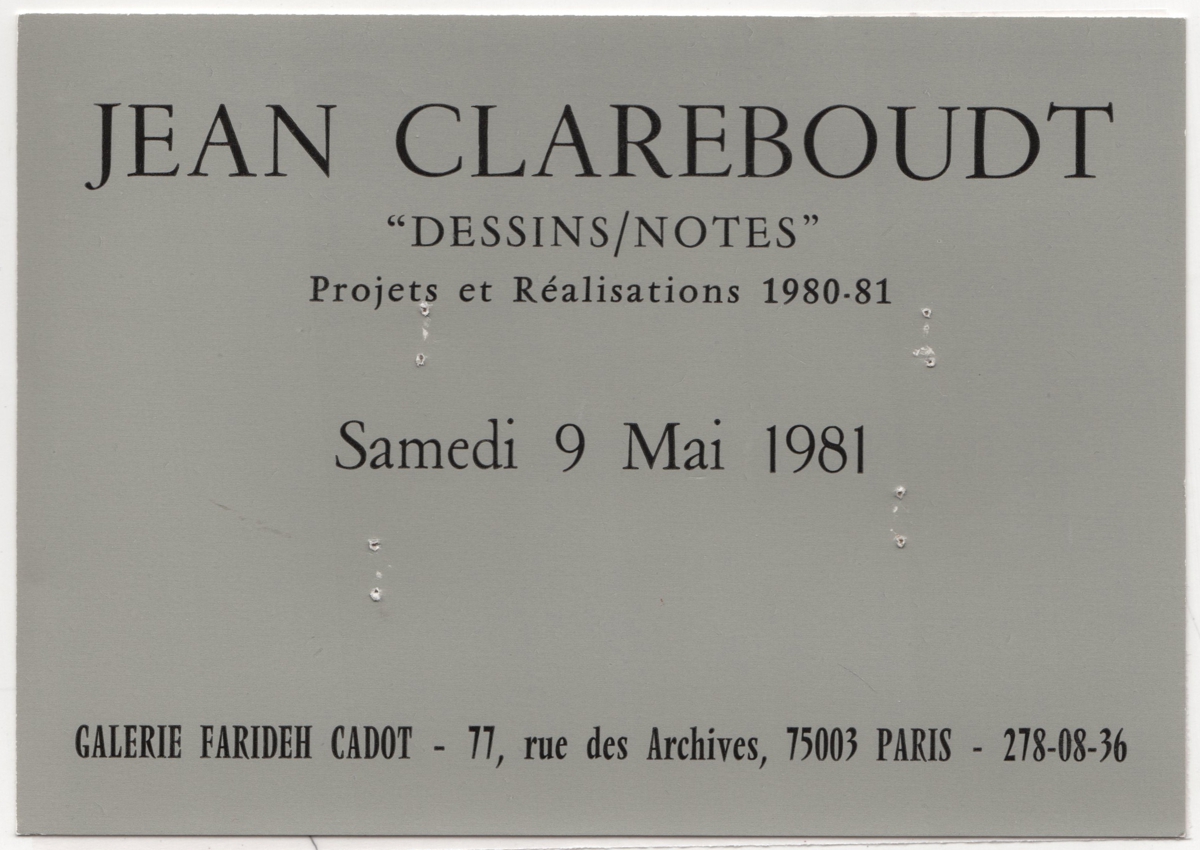 JEAN CLAREBOUDT
“DESSINS/NOTES”
Projets et Réalisations 1980-81
Samedi 9 Mai 1981
GALERIE FARIDEH CADOT - 77, rue des Archives, 75003 PARIS - 278-08-36